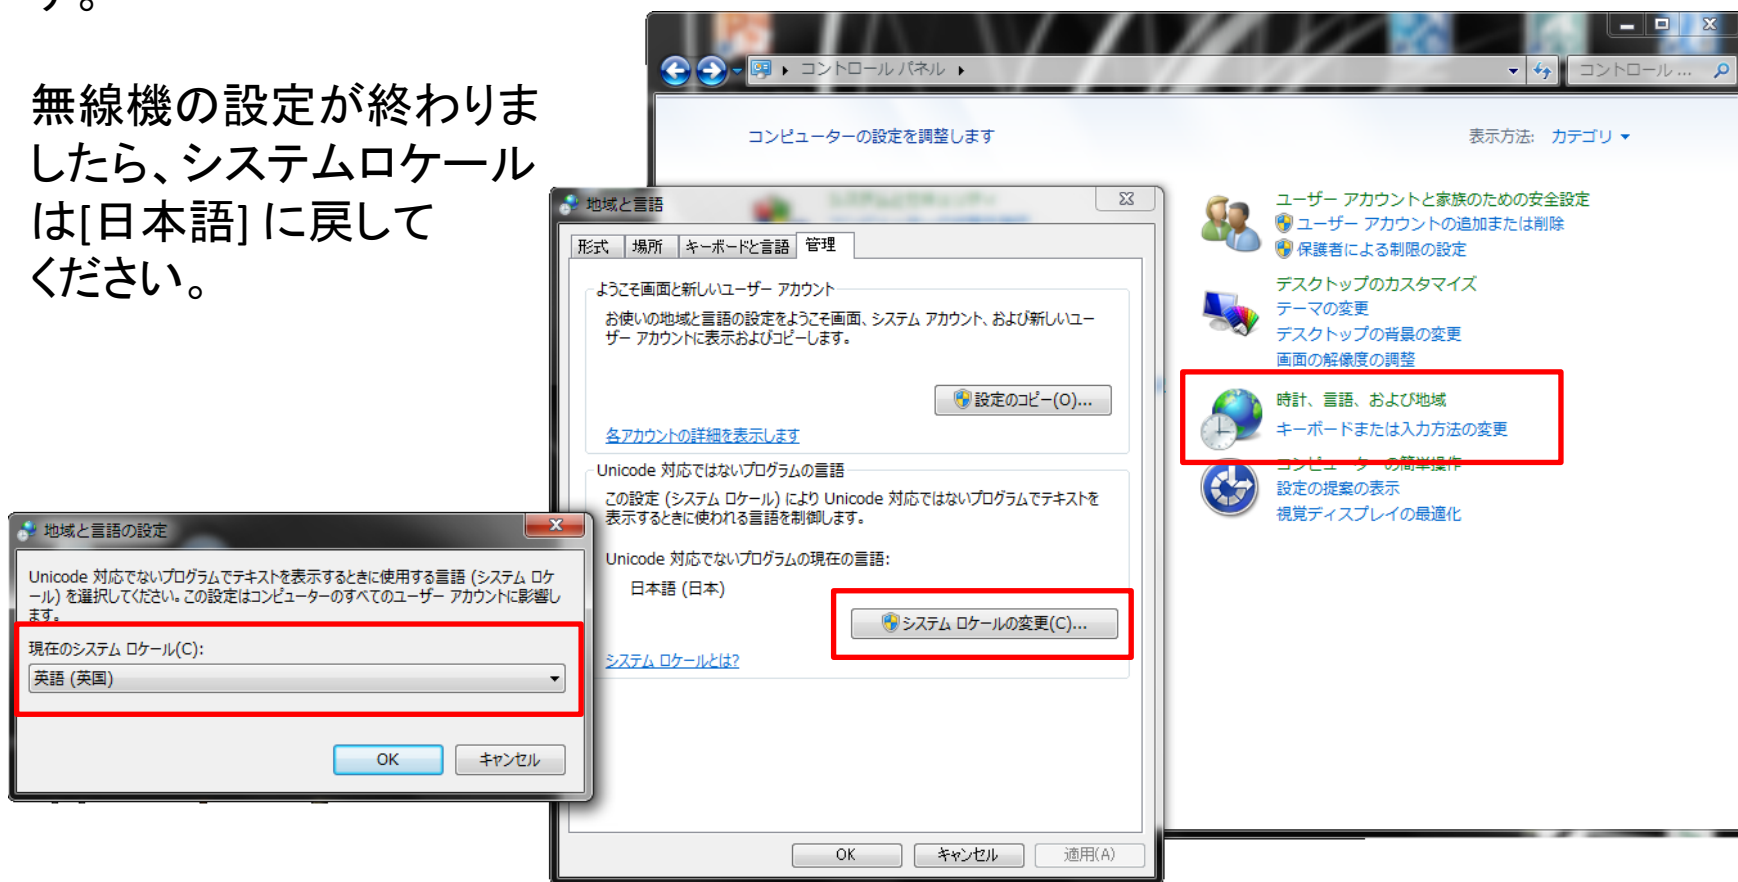 す。
無線機の設定が終わりま
したら、システムロケール
は[日本語] に戻して
ください。
コントロール パネル
コントロール ...
コンピューターの設定を調整します
表示方法: カテゴリ
ユーザー アカウントと家族のための安全設定
ユーザー アカウントの追加または削除
保護者による制限の設定
デスクトップのカスタマイズ
テーマの変更
デスクトップの背景の変更
画面の解像度の調整
時計、言語、および地域
キーボードまたは入力方法の変更
コンピューターの簡単操作
設定の提案の表示
視覚ディスプレイの最適化
地域と言語
形式 場所 キーボードと言語 管理
ようこそ画面と新しいユーザー アカウント
お使いの地域と言語の設定をようこそ画面、システム アカウント、および新しいユー
ザー アカウントに表示およびコピーします。
設定のコピー(O)...
各アカウントの詳細を表示します
Unicode 対応ではないプログラムの言語
この設定 (システム ロケール) により Unicode 対応ではないプログラムでテキストを
表示するときに使われる言語を制御します。
Unicode 対応でないプログラムの現在の言語:
日本語 (日本)
システム ロケールの変更(C)...
システム ロケールとは?
OK キャンセル 適用(A)
地域と言語の設定
Unicode 対応でないプログラムでテキストを表示するときに使用する言語 (システム ロケ
ール) を選択してください。この設定はコンピューターのすべてのユーザー アカウントに影響し
ます。
現在のシステム ロケール(C):
英語 (英国)
OK キャンセル